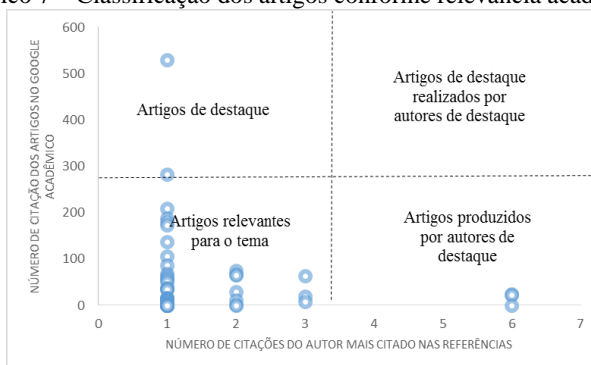 Classificação dos artigos conforme relevância
600
500
400
300
200
100
0
NÚMERO DE CITAÇÃO DOS ARTIGOS NO GOOGLE
ACADÊMICO
Artigos de destaque
Artigos de destaque
realizados por
autores de destaque
Artigos relevantes
para o tema
Artigos produzidos
por autores de
destaque
0 1 2 3 4 5 6 7
NÚMERO DE CITAÇÕES DO AUTOR MAIS CITADO NAS REFERÊNCIAS